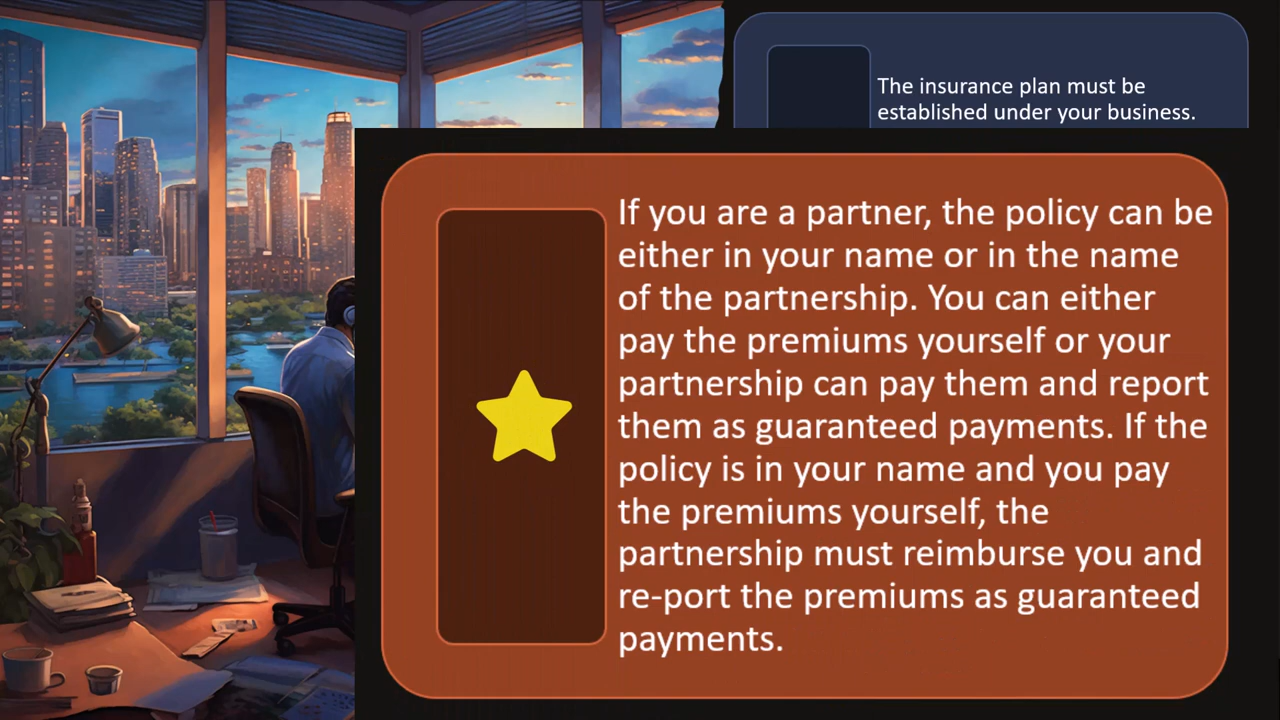 The insurance plan must be
established under your business.
If you are a partner, the policy can be
either in your name or in the name
of the partnership. You can either
pay the premiums yourself or your
partnership can pay them and report
them as guaranteed payments. If the
policy is in your name and you pay
the premiums yourself, the
partnership must reimburse you and
re-port the premiums as guaranteed
payments.